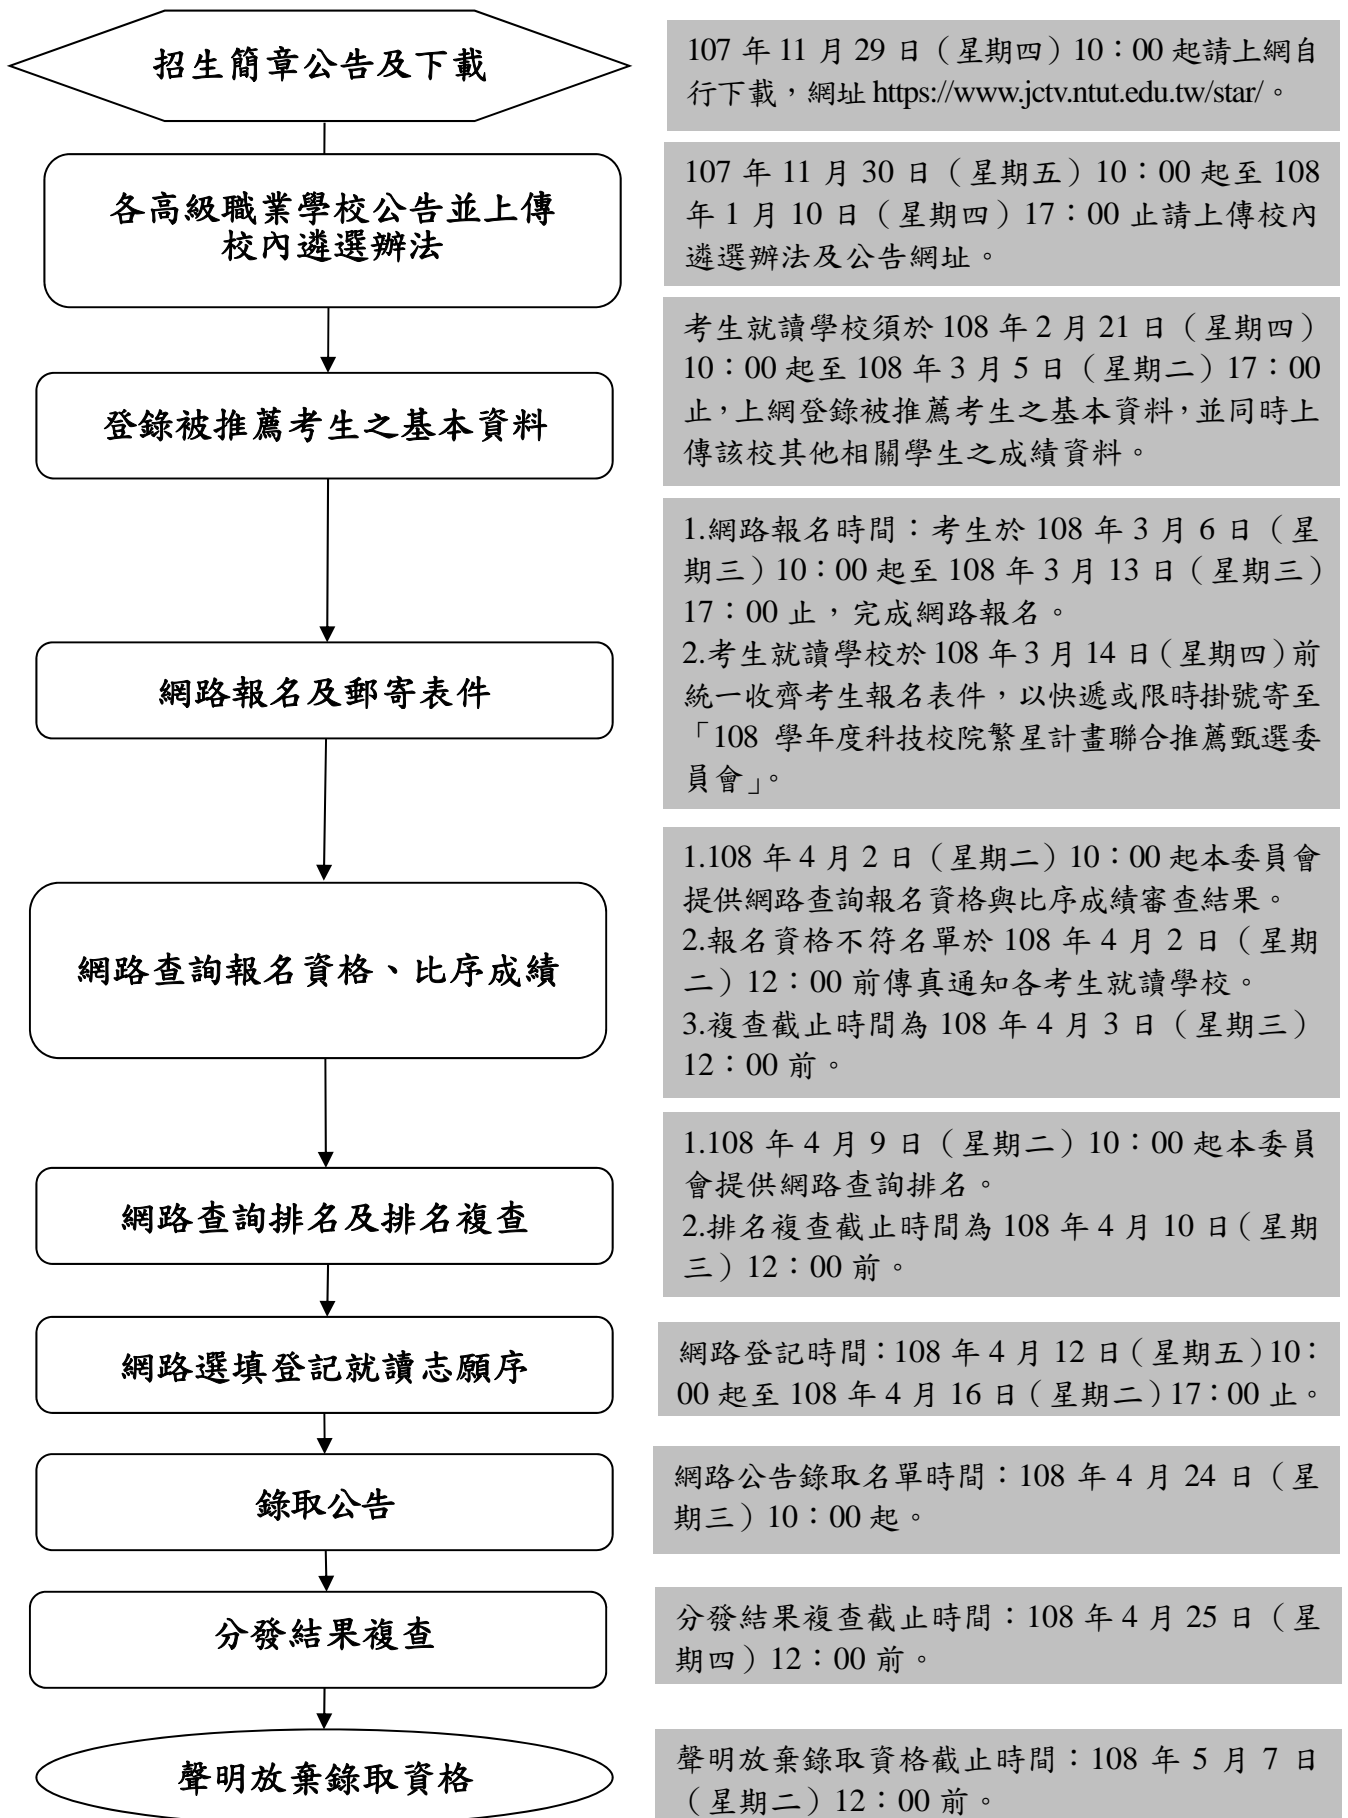 招生簡章公告及下載
107 年 11 月 29 日（星期四）10：00 起請上網自
行下載，網址 https://www.jctv.ntut.edu.tw/star/。
各高級職業學校公告並上傳
校內遴選辦法
107 年 11 月 30 日（星期五）10：00 起至 108
年 1 月 10 日（星期四）17：00 止請上傳校內
遴選辦法及公告網址。
登錄被推薦考生之基本資料
考生就讀學校須於 108 年 2 月 21 日（星期四）
10：00 起至 108 年 3 月 5 日（星期二）17：00
止，上網登錄被推薦考生之基本資料，並同時上
傳該校其他相關學生之成績資料。
網路報名及郵寄表件
1.網路報名時間：考生於 108 年 3 月 6 日（星
期三）10：00 起至 108 年 3 月 13 日（星期三）
17：00 止，完成網路報名。
2.考生就讀學校於 108 年 3 月 14 日（星期四）前
統一收齊考生報名表件，以快遞或限時掛號寄至
「108 學年度科技校院繁星計畫聯合推薦甄選委
員會」。
網路查詢報名資格、比序成績
1.108 年 4 月 2 日（星期二）10：00 起本委員會
提供網路查詢報名資格與比序成績審查結果。
2.報名資格不符名單於 108 年 4 月 2 日（星期
二）12：00 前傳真通知各考生就讀學校。
3.複查截止時間為 108 年 4 月 3 日（星期三）
12：00 前。
網路查詢排名及排名複查
1.108 年 4 月 9 日（星期二）10：00 起本委員
會提供網路查詢排名。
2.排名複查截止時間為 108 年 4 月 10 日（星期
三）12：00 前。
網路選填登記就讀志願序
網路登記時間：108 年 4 月 12 日（星期五）10：
00 起至 108 年 4 月 16 日（星期二）17：00 止。
錄取公告
網路公告錄取名單時間：108 年 4 月 24 日（星
期三）10：00 起。
分發結果複查
分發結果複查截止時間：108 年 4 月 25 日（星
期四）12：00 前。
聲明放棄錄取資格
聲明放棄錄取資格截止時間：108 年 5 月 7 日
（星期二）12：00 前。